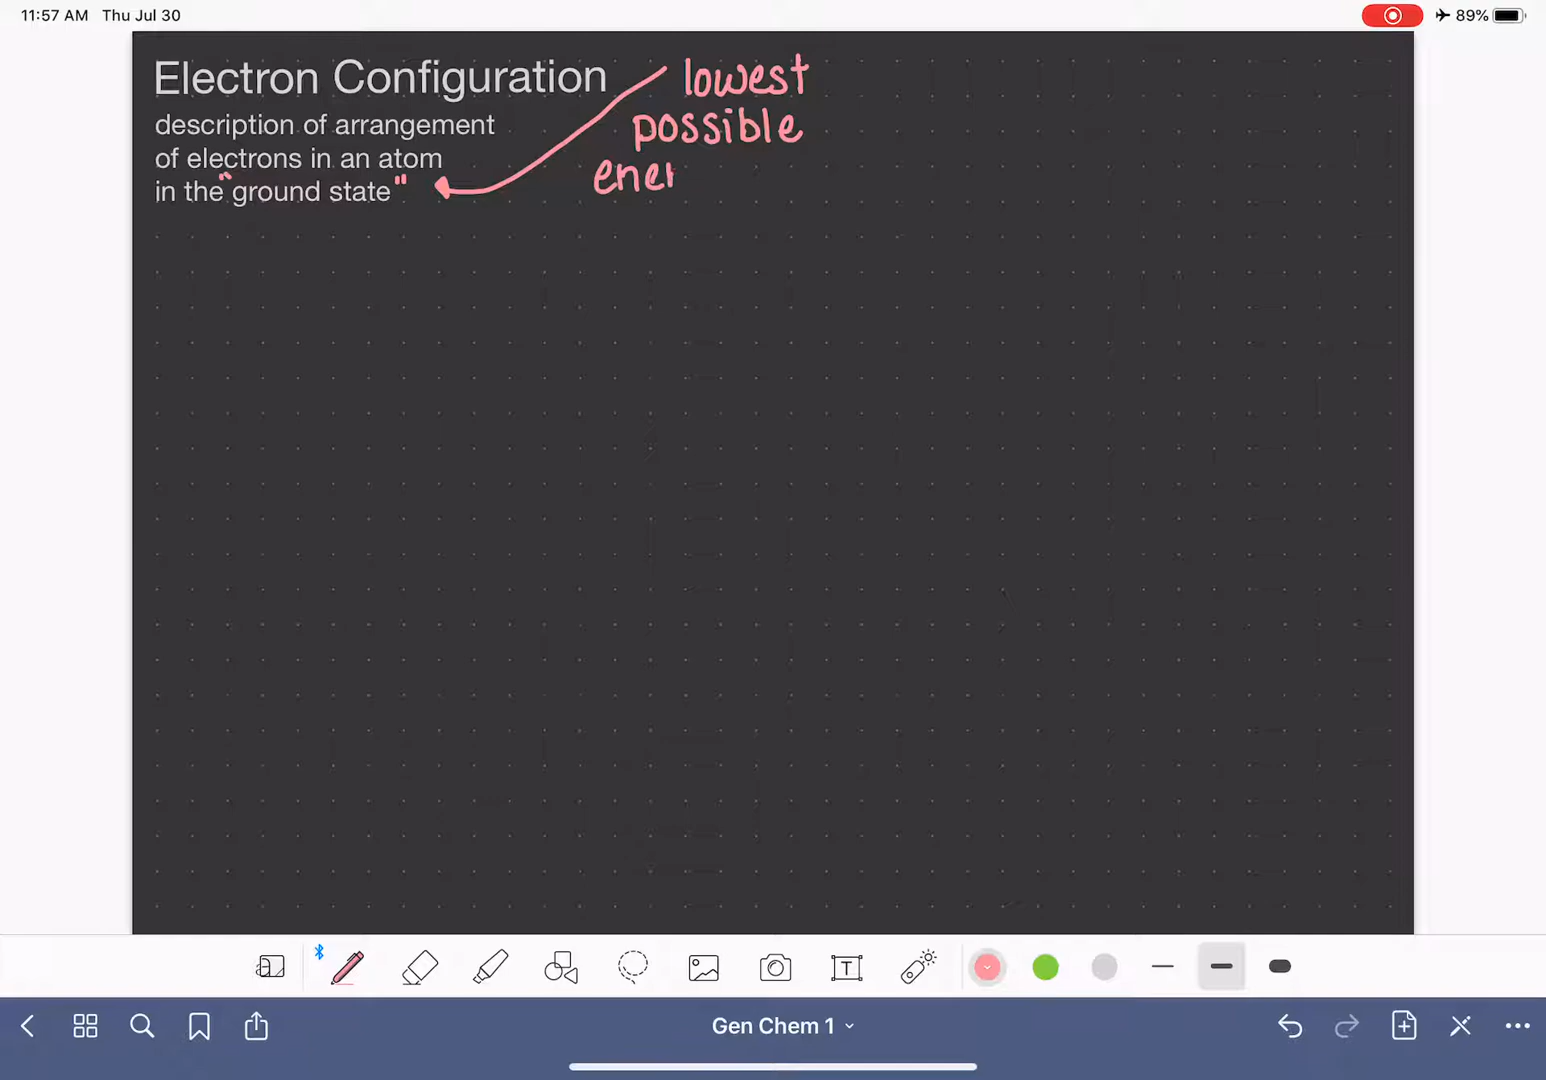 11:57 AM Thu Jul 30
89%
Electron Configuration
description of arrangement
of electrons in an atom
in the "ground state"
lowest
possible
ener
T
Gen Chem 1